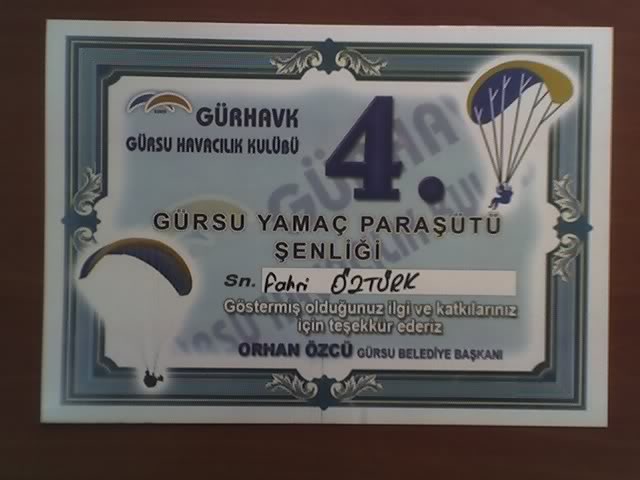 GÜRHAVK
GÜRSU HAVACILIK KULÜBÜ
4.
GÜRSU YAMAÇ PARAŞÜTÜ
ŞENLİĞİ
Sn. Fahri ÖZTÜRK
Göstermiş olduğunuz ilgi ve katkılarınız
için teşekkür ederiz
ORHAN ÖZCÜ GÜRSU BELEDİYE BAŞKANI